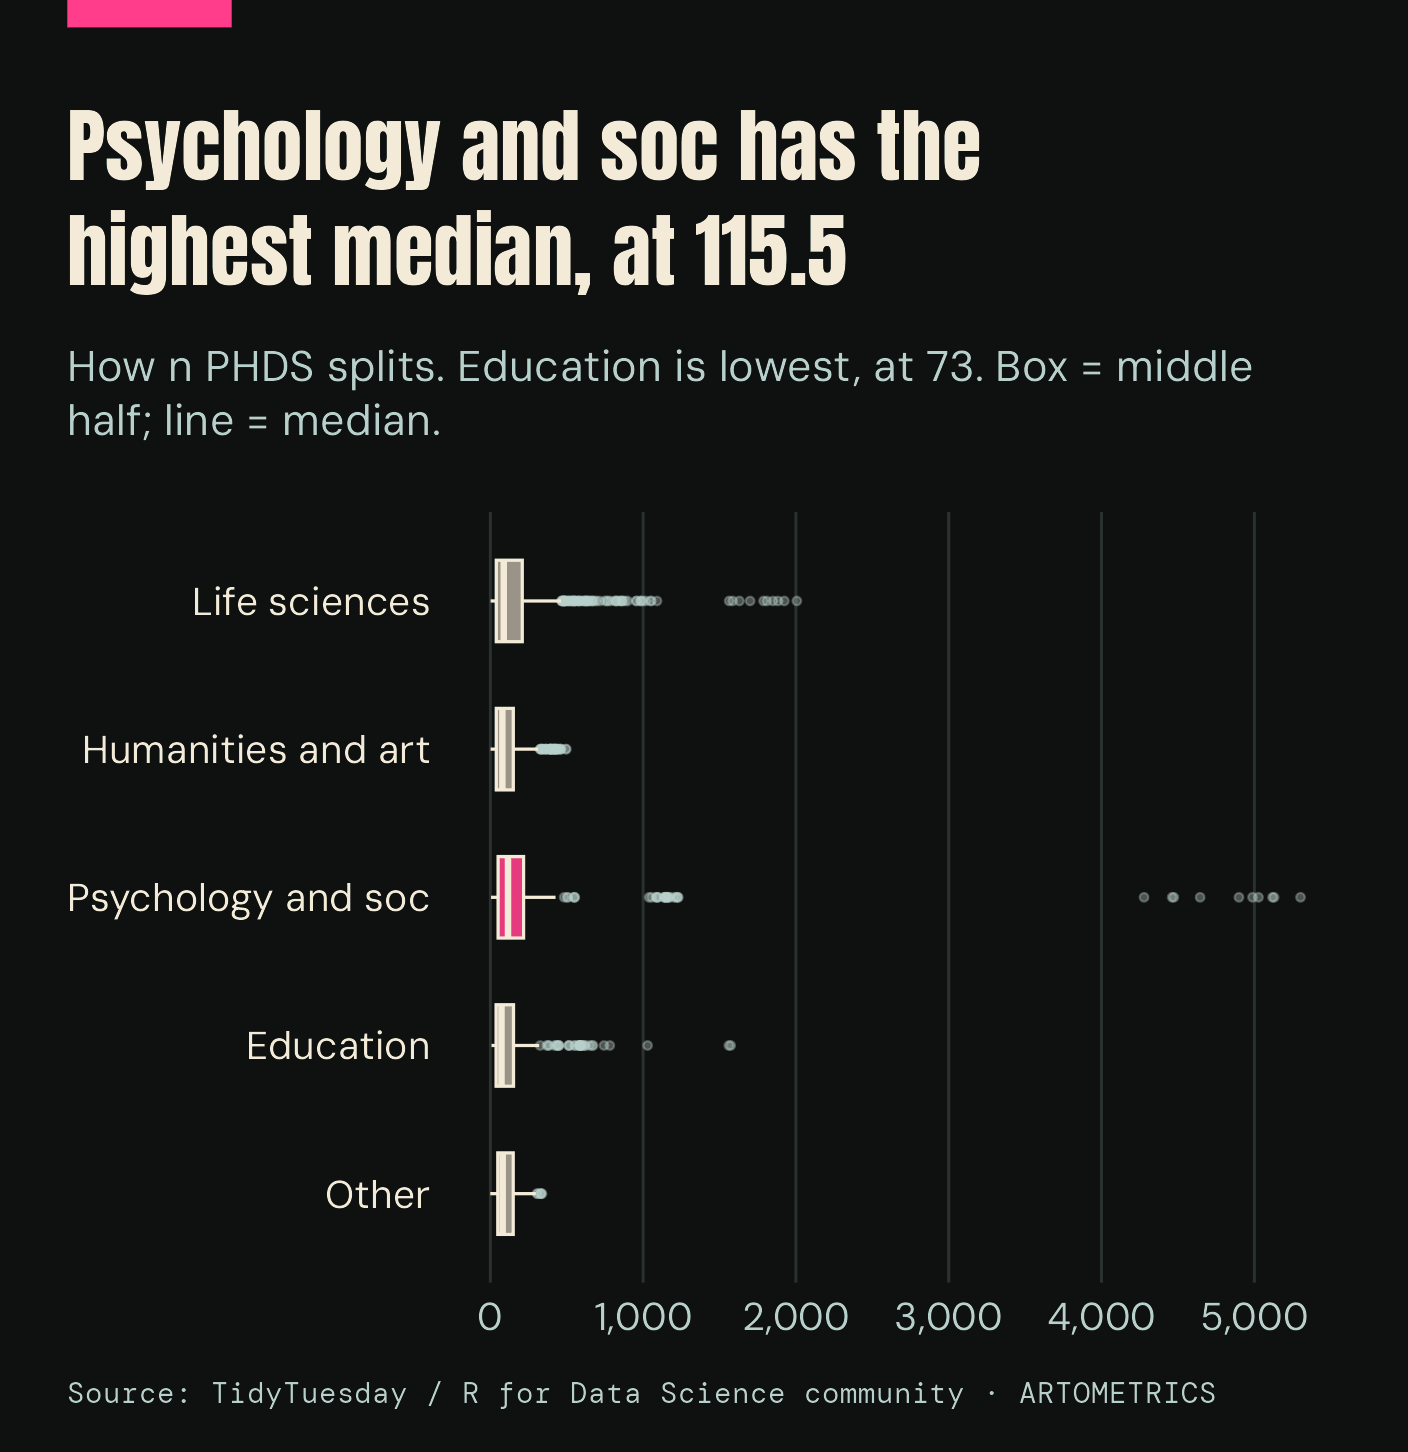 Psychology and soc has the
highest median, at 115.5
How n PHDS splits. Education is lowest, at 73. Box = middle
half; line = median.
Life sciences
Humanities and art
Psychology and soc
Education
Other
0 1,000 2,000 3,000 4,000 5,000
Source: TidyTuesday / R for Data Science community · ARTOMETRICS